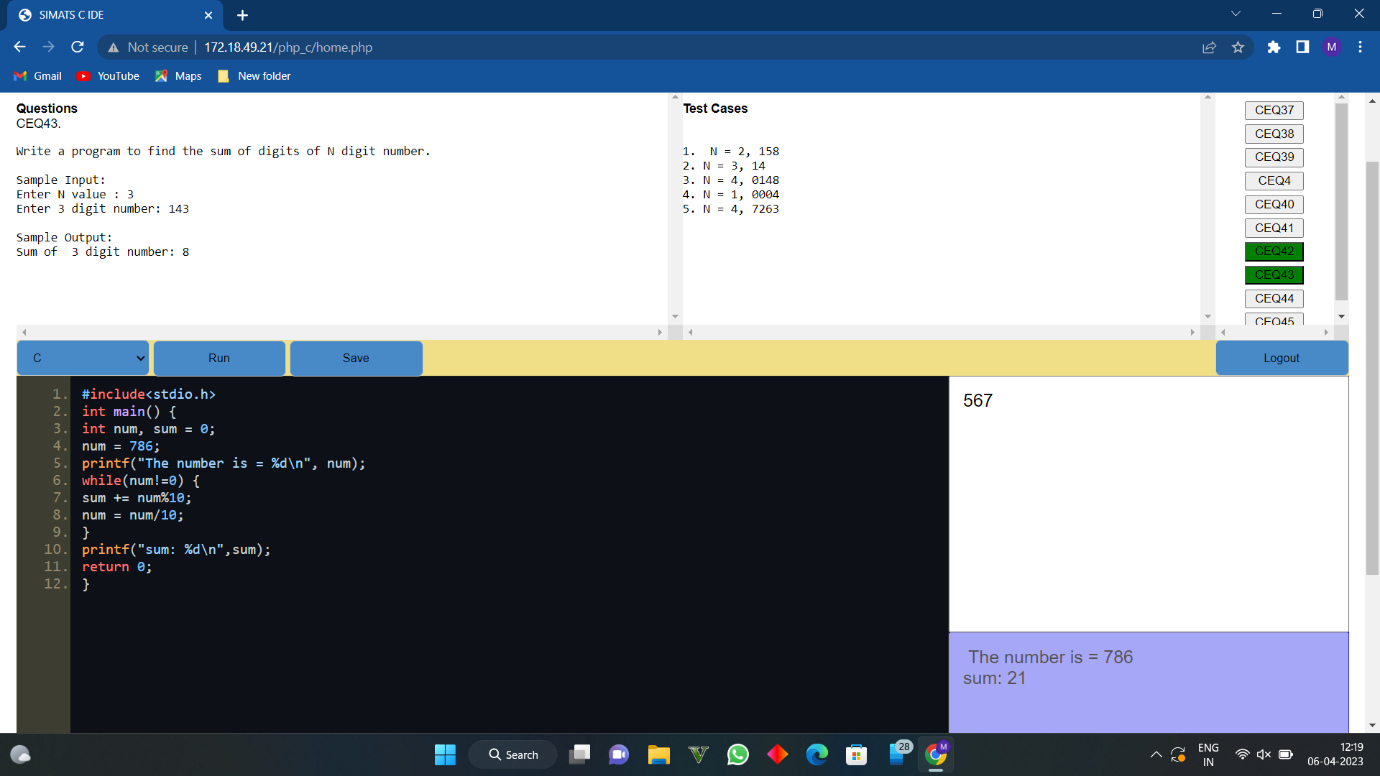 SIMATS C IDE
Not secure 172.18.49.21/php_c/home.php
M
Gmail YouTube Maps New folder
Questions
CEQ43.
Write a program to find the sum of digits of N digit number.
Sample Input:
Enter N value : 3
Enter 3 digit number: 143
Sample Output:
Sum of  3 digit number: 8
Test Cases
1.  N = 2, 158
2. N = 3, 14
3. N = 4, 0148
4. N = 1, 0004
5. N = 4, 7263
CEQ37
CEQ38
CEQ39
CEQ4
CEQ40
CEQ41
CEQ42
CEQ43
CEQ44
CEQ45
C Run Save Logout
1. #include<stdio.h>
2. int main() {
3. int num, sum = 0;
4. num = 786;
5. printf("The number is = %d\n", num);
6. while(num!=0) {
7. sum += num%10;
8. num = num/10;
9. }
10. printf("sum: %d\n",sum);
11. return 0;
12. }
567
The number is = 786
sum: 21
Search
28
M
ENG
IN
12:19
06-04-2023